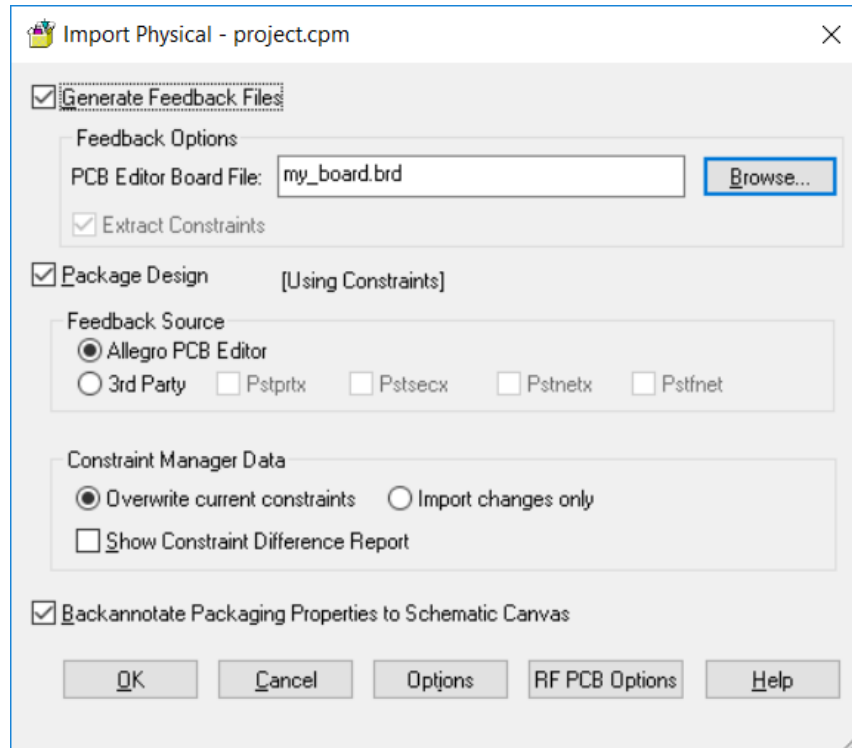 Import Physical - project.cpm
Generate Feedback Files
Feedback Options
PCB Editor Board File: my_board.brd Browse...
Extract Constraints
Package Design [Using Constraints]
Feedback Source
Allegro PCB Editor
3rd Party Pstprtx Pstsecx Pstnetx Pstfnet
Constraint Manager Data
Overwrite current constraints Import changes only
Show Constraint Difference Report
Backannotate Packaging Properties to Schematic Canvas
OK Cancel Options RF PCB Options Help